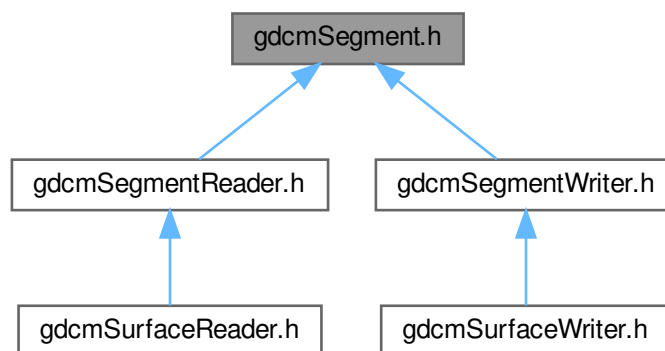 gdcmSegment.h
gdcmSegmentReader.h
gdcmSegmentWriter.h
gdcmSurfaceReader.h
gdcmSurfaceWriter.h